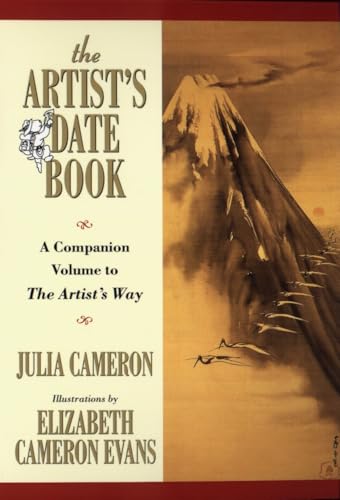 the
ARTIST'S
DATE
BOOK
A Companion
Volume to
The Artist's Way
JULIA CAMERON
Illustrations by
ELIZABETH
CAMERON EVANS